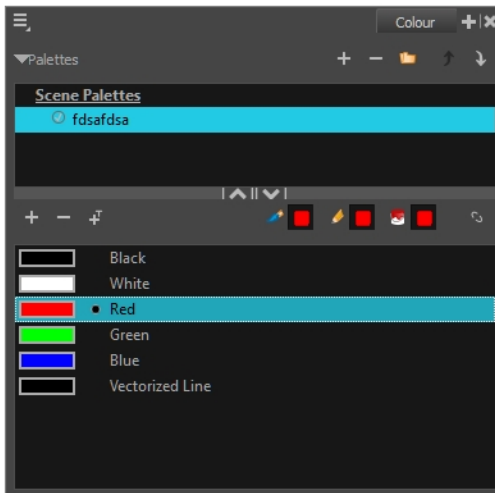 Colour
Palettes
Scene Palettes
fdsafdsa
Black
White
Red
Green
Blue
Vectorized Line